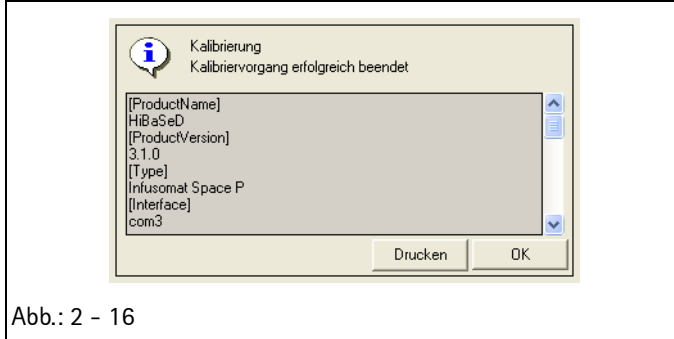 Kalibrierung
Kalibriervorgang erfolgreich beendet
[ProductName]
HiBaSeD
[ProductVersion]
3.1.0
[Type]
Infusomat Space P
[Interface]
com3
Drucken OK
Abb.: 2 - 16